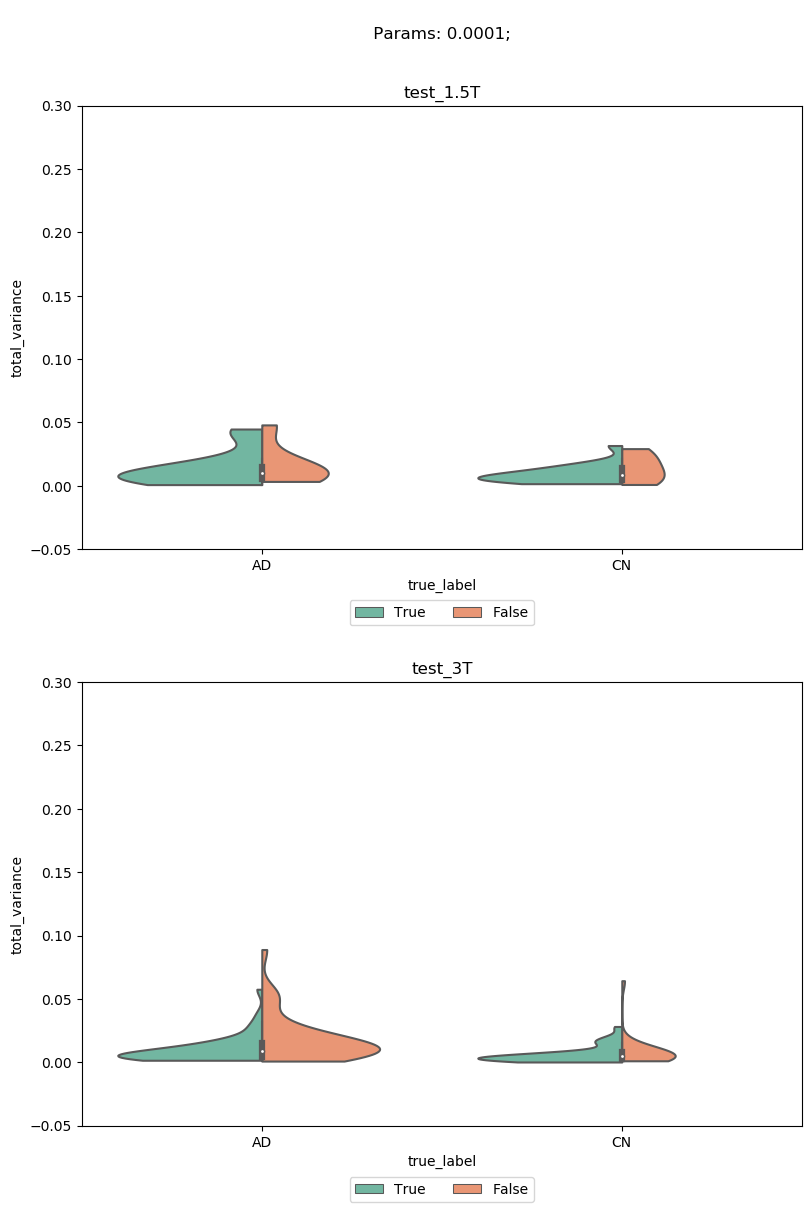 Params: 0.0001;
test_1.5T
0.30
0.25
0.20
0.15
0.10
0.05
0.00
−0.05
total_variance
AD
CN
true_label
True
False
test_3T
0.30
0.25
0.20
0.15
0.10
0.05
0.00
−0.05
total_variance
AD
CN
true_label
True
False